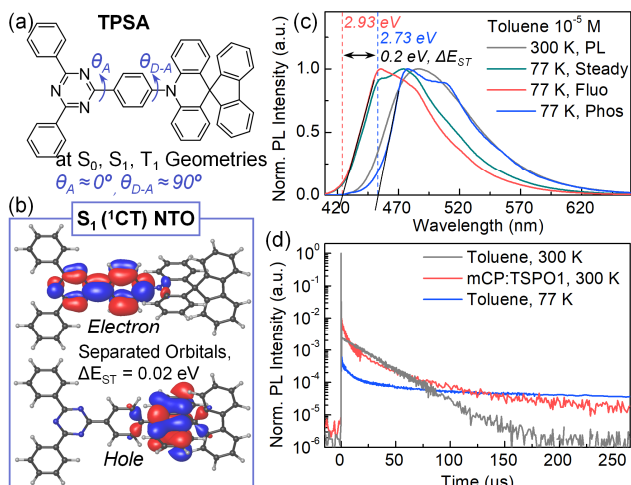 (a) TPSA
N
N
N
N
θA
θD-A
at S0, S1, T1 Geometries
θA≈0º, θD-A≈90º
(b)
S1 (¹CT) NTO
Electron
Separated Orbitals,
ΔEST = 0.02 eV
Hole
(c)
2.93 eV
2.73 eV
0.2 eV, ΔEST
Toluene 10⁻⁵ M
300 K, PL
77 K, Steady
77 K, Fluo
77 K, Phos
Norm. PL Intensity (a.u.)
1.0
0.5
0.0
420 470 520 570 620
Wavelength (nm)
(d)
Toluene, 300 K
mCP:TSPO1, 300 K
Toluene, 77 K
Norm. PL Intensity (a.u.)
10⁰
10⁻¹
10⁻²
10⁻³
10⁻⁴
10⁻⁵
10⁻⁶
0 50 100 150 200 250
Time (us)